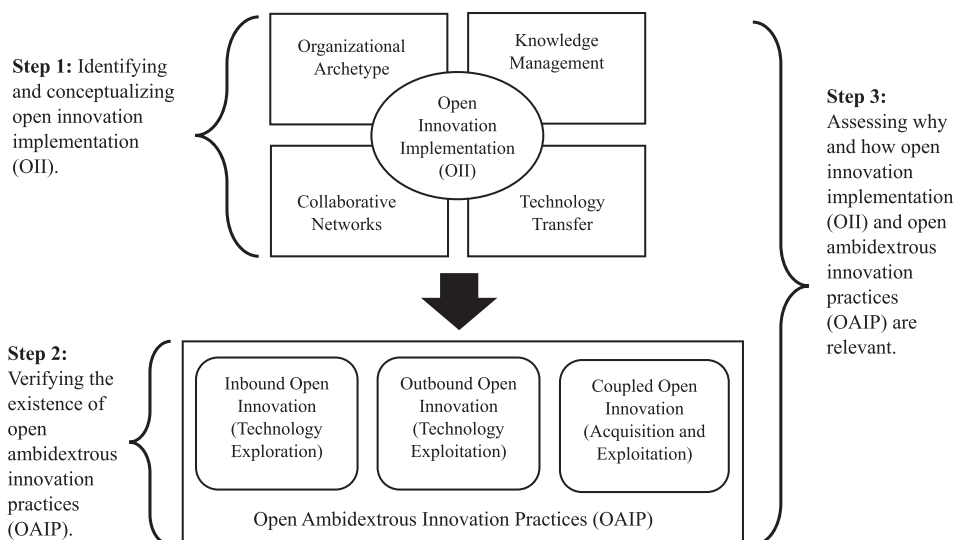 Step 1: Identifying
and conceptualizing
open innovation
implementation
(OII).
Organizational
Archetype
Knowledge
Management
Open
Innovation
Implementation
(OII)
Collaborative
Networks
Technology
Transfer
Step 3:
Assessing why
and how open
innovation
implementation
(OII) and open
ambidextrous
innovation
practices
(OAIP) are
relevant.
Step 2:
Verifying the
existence of
open
ambidextrous
innovation
practices
(OAIP).
Inbound Open
Innovation
(Technology
Exploration)
Outbound Open
Innovation
(Technology
Exploitation)
Coupled Open
Innovation
(Acquisition and
Exploitation)
Open Ambidextrous Innovation Practices (OAIP)